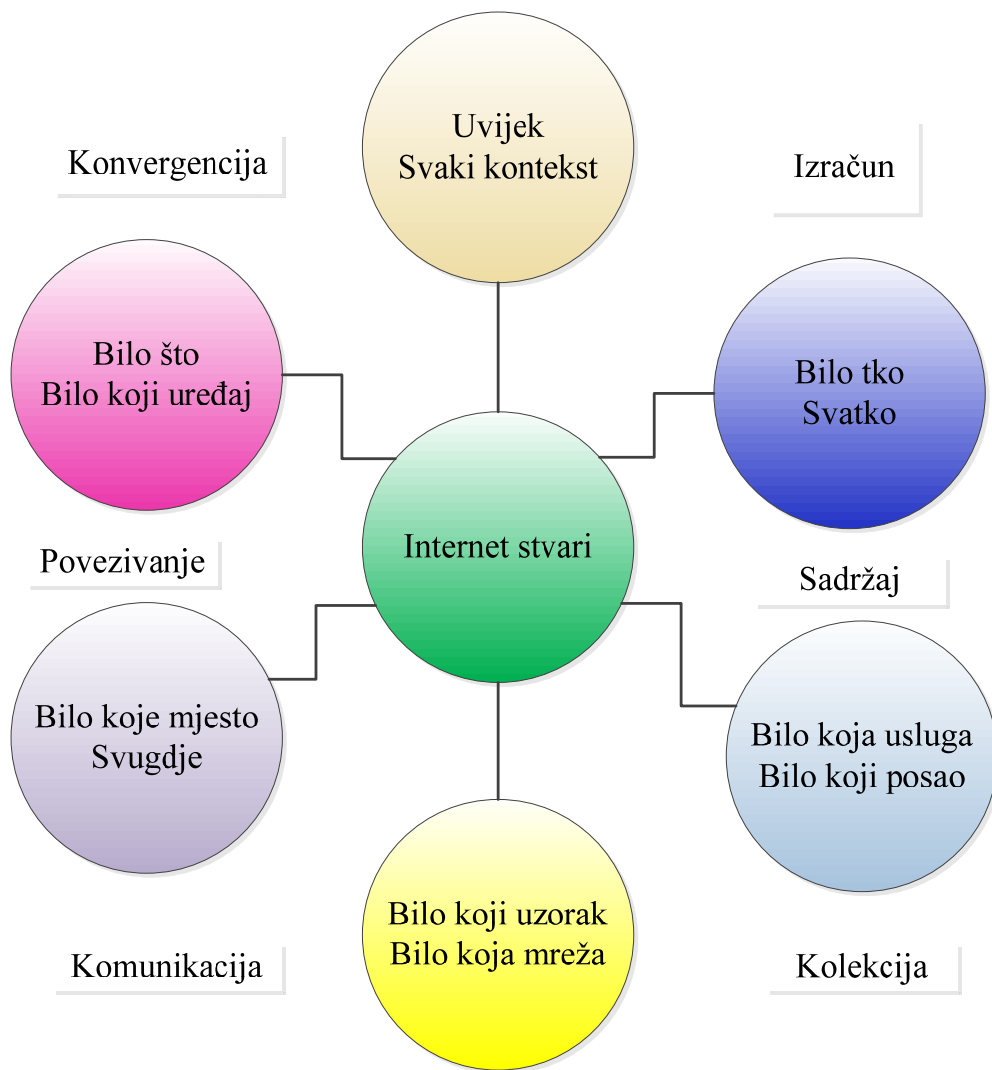 Uvijek
Svaki kontekst
Konvergencija
Izračun
Bilo što
Bilo koji uređaj
Bilo tko
Svatko
Internet stvari
Povezivanje
Sadržaj
Bilo koje mjesto
Svugdje
Bilo koja usluga
Bilo koji posao
Bilo koji uzorak
Bilo koja mreža
Komunikacija
Kolekcija